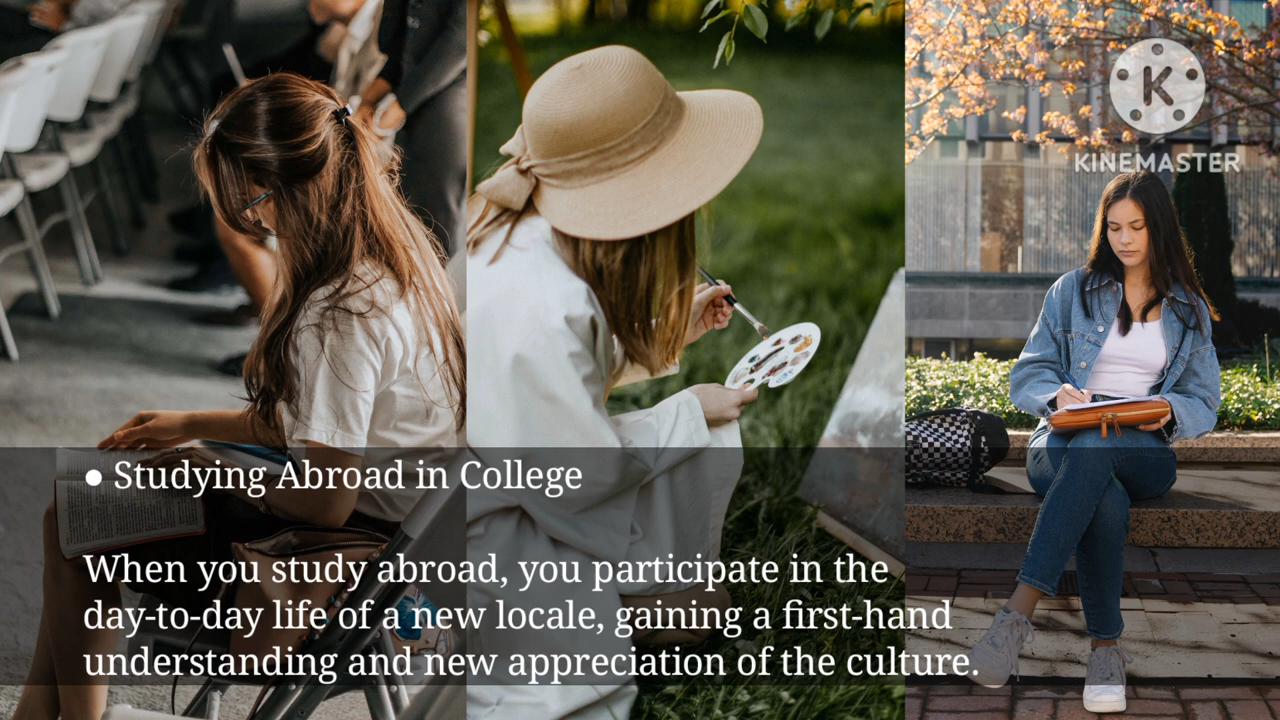 K
KINEMASTER
● Studying Abroad in College
When you study abroad, you participate in the
day-to-day life of a new locale, gaining a first-hand
understanding and new appreciation of the culture.